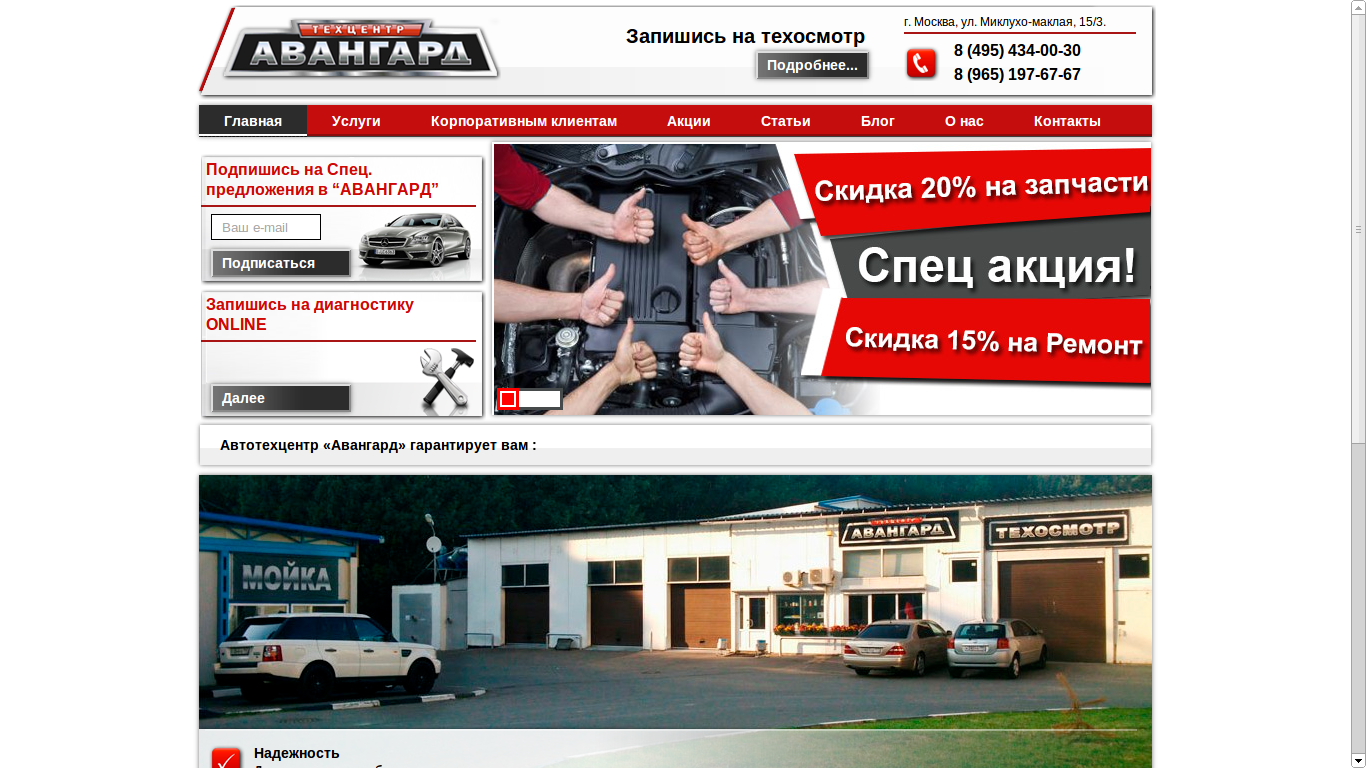 ТЕХЦЕНТР
АВАНГАРД
Запишись на техосмотр
Подробнее...
г. Москва, ул. Миклухо-маклая, 15/3.
8 (495) 434-00-30
8 (965) 197-67-67
Главная
Услуги
Корпоративным клиентам
Акции
Статьи
Блог
О нас
Контакты
Подпишись на Спец.
предложения в “АВАНГАРД”
Ваш e-mail
Подписаться
Запишись на диагностику
ONLINE
Далее
Скидка 20% на запчасти
Спец акция!
Скидка 15% на Ремонт
Автотехцентр «Авангард» гарантирует вам :
МОЙКА
ТЕХЦЕНТР
АВАНГАРД
ТЕХОСМОТР
Надежность